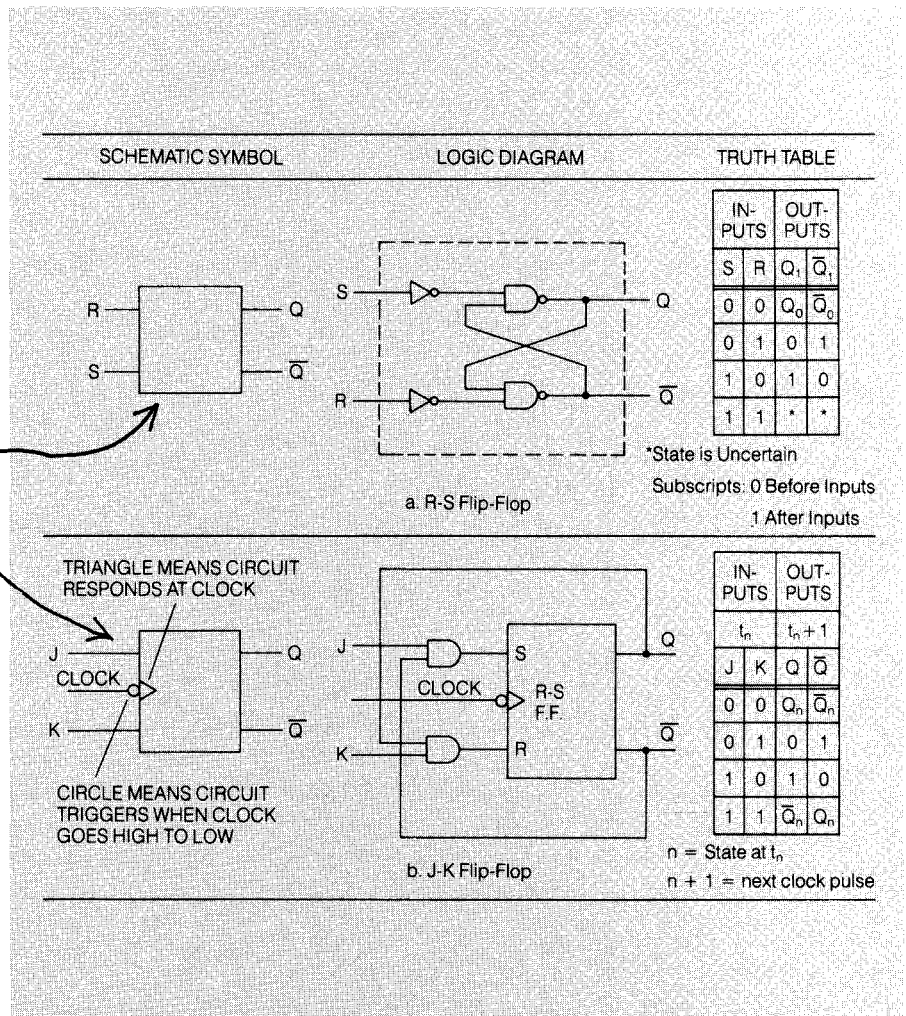 SCHEMATIC SYMBOL LOGIC DIAGRAM TRUTH TABLE
R
S
Q
Q̅
S
R
Q
Q̅
a. R-S Flip-Flop
IN-PUTS OUT-PUTS
S R Q₁ Q̅₁
0 0 Q₀ Q̅₀
0 1 0 1
1 0 1 0
1 1 * *
*State is Uncertain
Subscripts: 0 Before Inputs
1 After Inputs
TRIANGLE MEANS CIRCUIT
RESPONDS AT CLOCK
J
CLOCK
K
Q
Q̅
CIRCLE MEANS CIRCUIT
TRIGGERS WHEN CLOCK
GOES HIGH TO LOW
J
CLOCK
K
S
R-S
F.F.
R
Q
Q̅
b. J-K Flip-Flop
IN-PUTS OUT-PUTS
tₙ tₙ + 1
J K Q Q̅
0 0 Qₙ Q̅ₙ
0 1 0 1
1 0 1 0
1 1 Q̅ₙ Qₙ
n = State at tₙ
n + 1 = next clock pulse